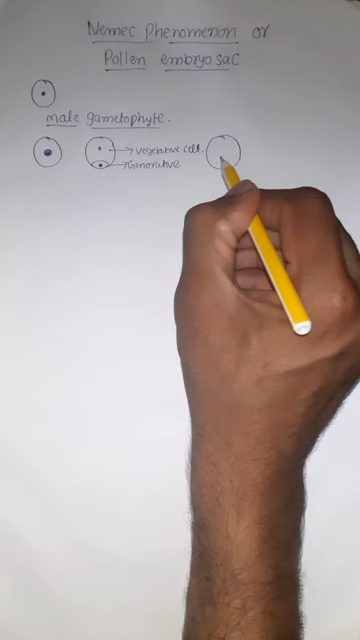 Nemec Phenomenon or
Pollen embryo sac
male gametophyte.
→ vegetative cell.
→ Generative